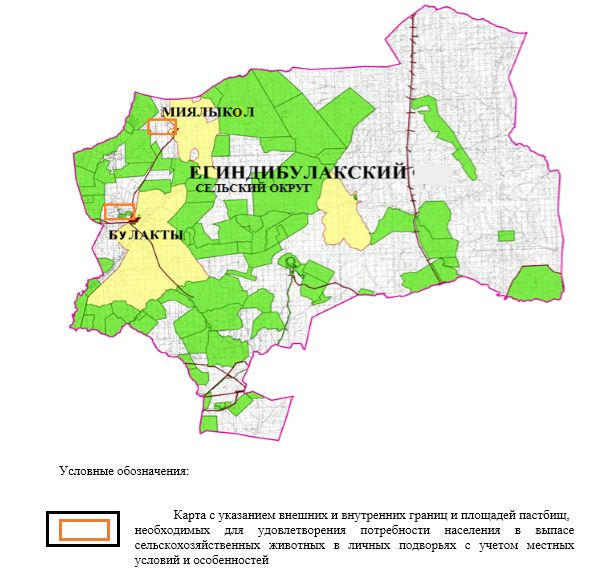 МИЯЛЫКОЛ
ЕГИНДИБУЛАКСКИЙ
СЕЛЬСКИЙ ОКРУГ
БУЛАКТЫ
Условные обозначения:
Карта с указанием внешних и внутренних границ и площадей пастбищ,
необходимых для удовлетворения потребности населения в выпасе
сельскохозяйственных животных в личных подворьях с учетом местных
условий и особенностей